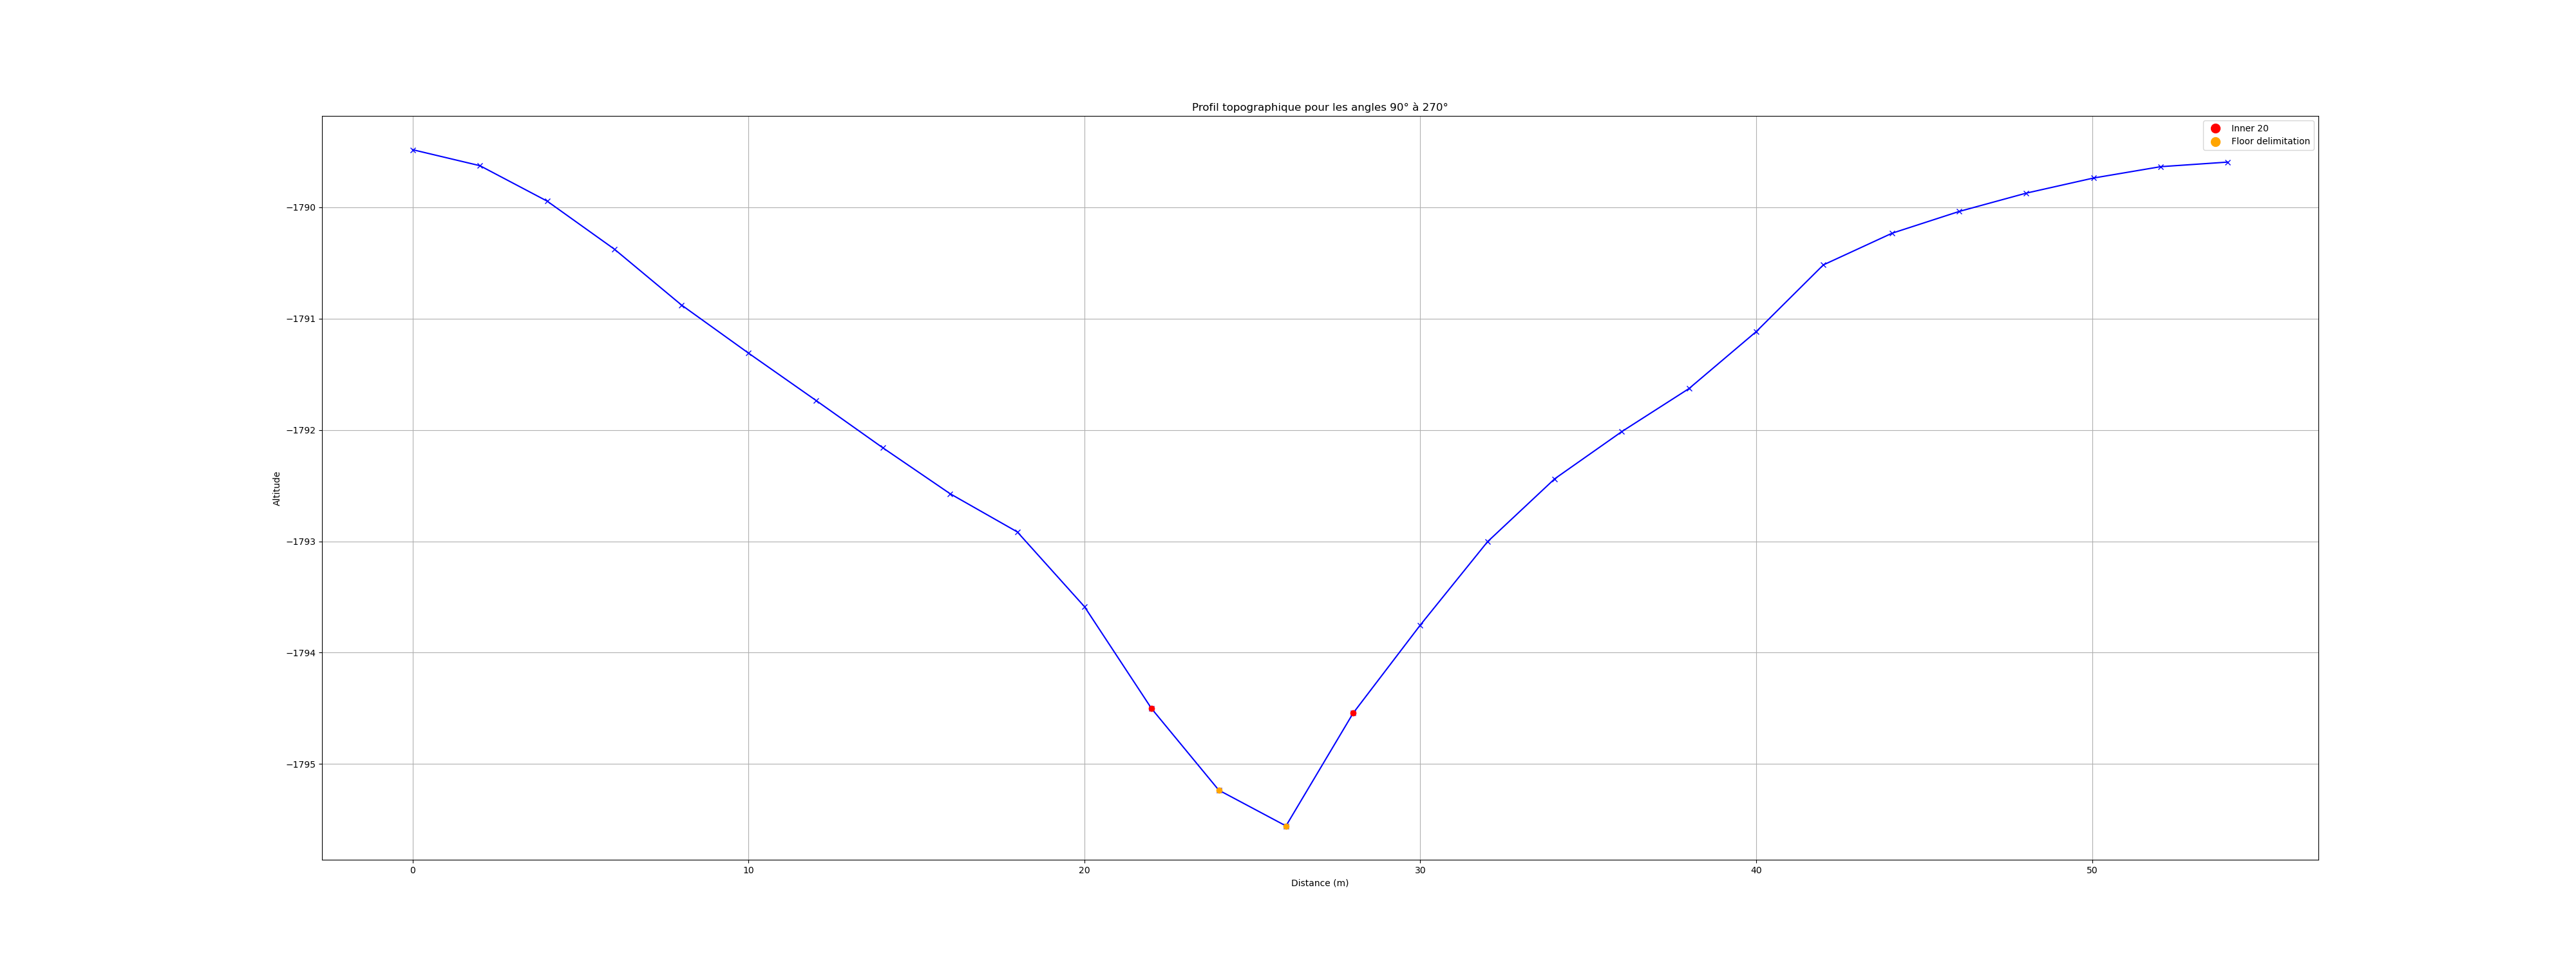 Profil topographique pour les angles 90° à 270°
Inner 20
Floor delimitation
−1790
−1791
−1792
−1793
−1794
−1795
Altitude
0
10
20
30
40
50
Distance (m)